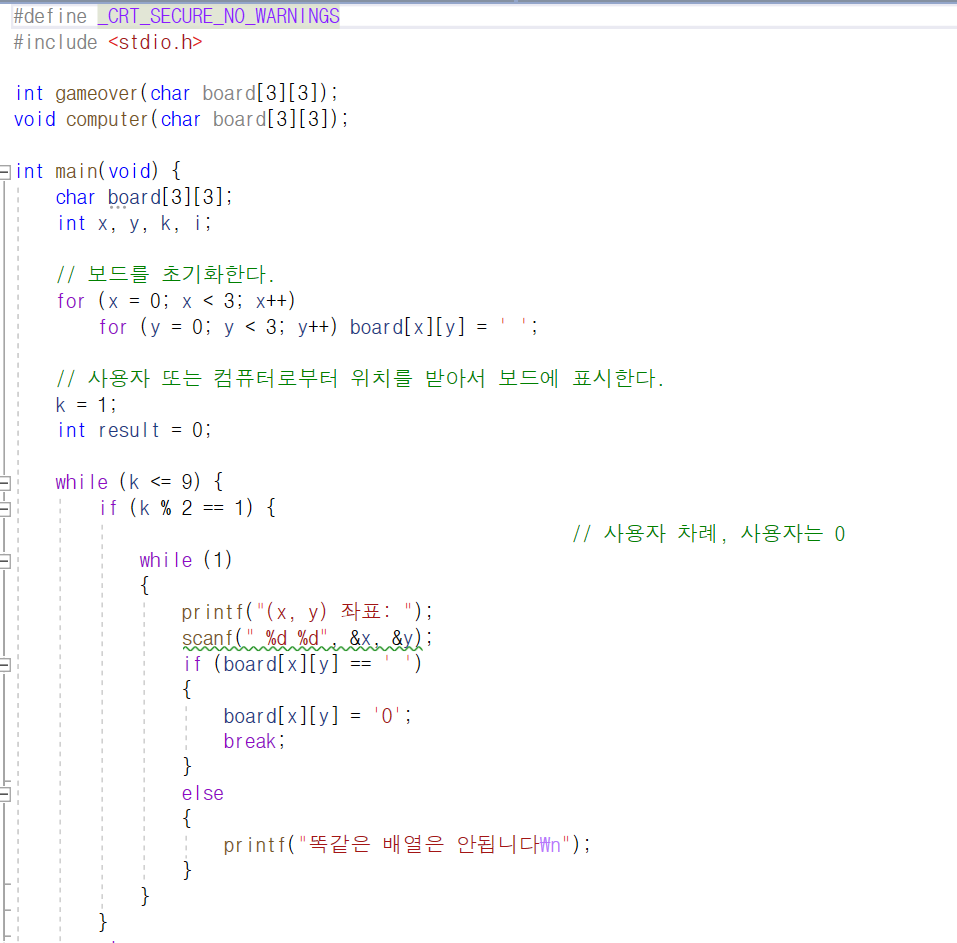 #define _CRT_SECURE_NO_WARNINGS
#include <stdio.h>

int gameover(char board[3][3]);
void computer(char board[3][3]);

int main(void) {
    char board[3][3];
    int x, y, k, i;

    // 보드를 초기화한다.
    for (x = 0; x < 3; x++)
        for (y = 0; y < 3; y++) board[x][y] = ' ';

    // 사용자 또는 컴퓨터로부터 위치를 받아서 보드에 표시한다.
    k = 1;
    int result = 0;

    while (k <= 9) {
        if (k % 2 == 1) {
                                                     // 사용자 차례, 사용자는 O
            while (1)
            {
                printf("(x, y) 좌표: ");
                scanf(" %d %d", &x, &y);
                if (board[x][y] == ' ')
                {
                    board[x][y] = 'O';
                    break;
                }
                else
                {
                    printf("똑같은 배열은 안됩니다₩n");
                }
            }
        }